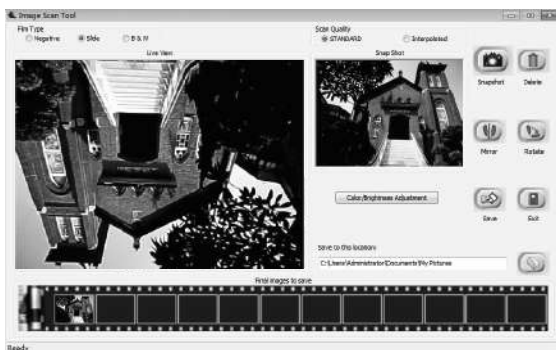 Image Scan Tool
Film Type
Negative Slide B & W
Scan Quality
STANDARD Interpolated
Live View
Snap Shot
Snapshot Delete
Mirror Rotate
Color/Brightness Adjustment
Save Exit
Save to this location:
C:\Users\Administrator\Documents\My Pictures
Final images to save
Ready